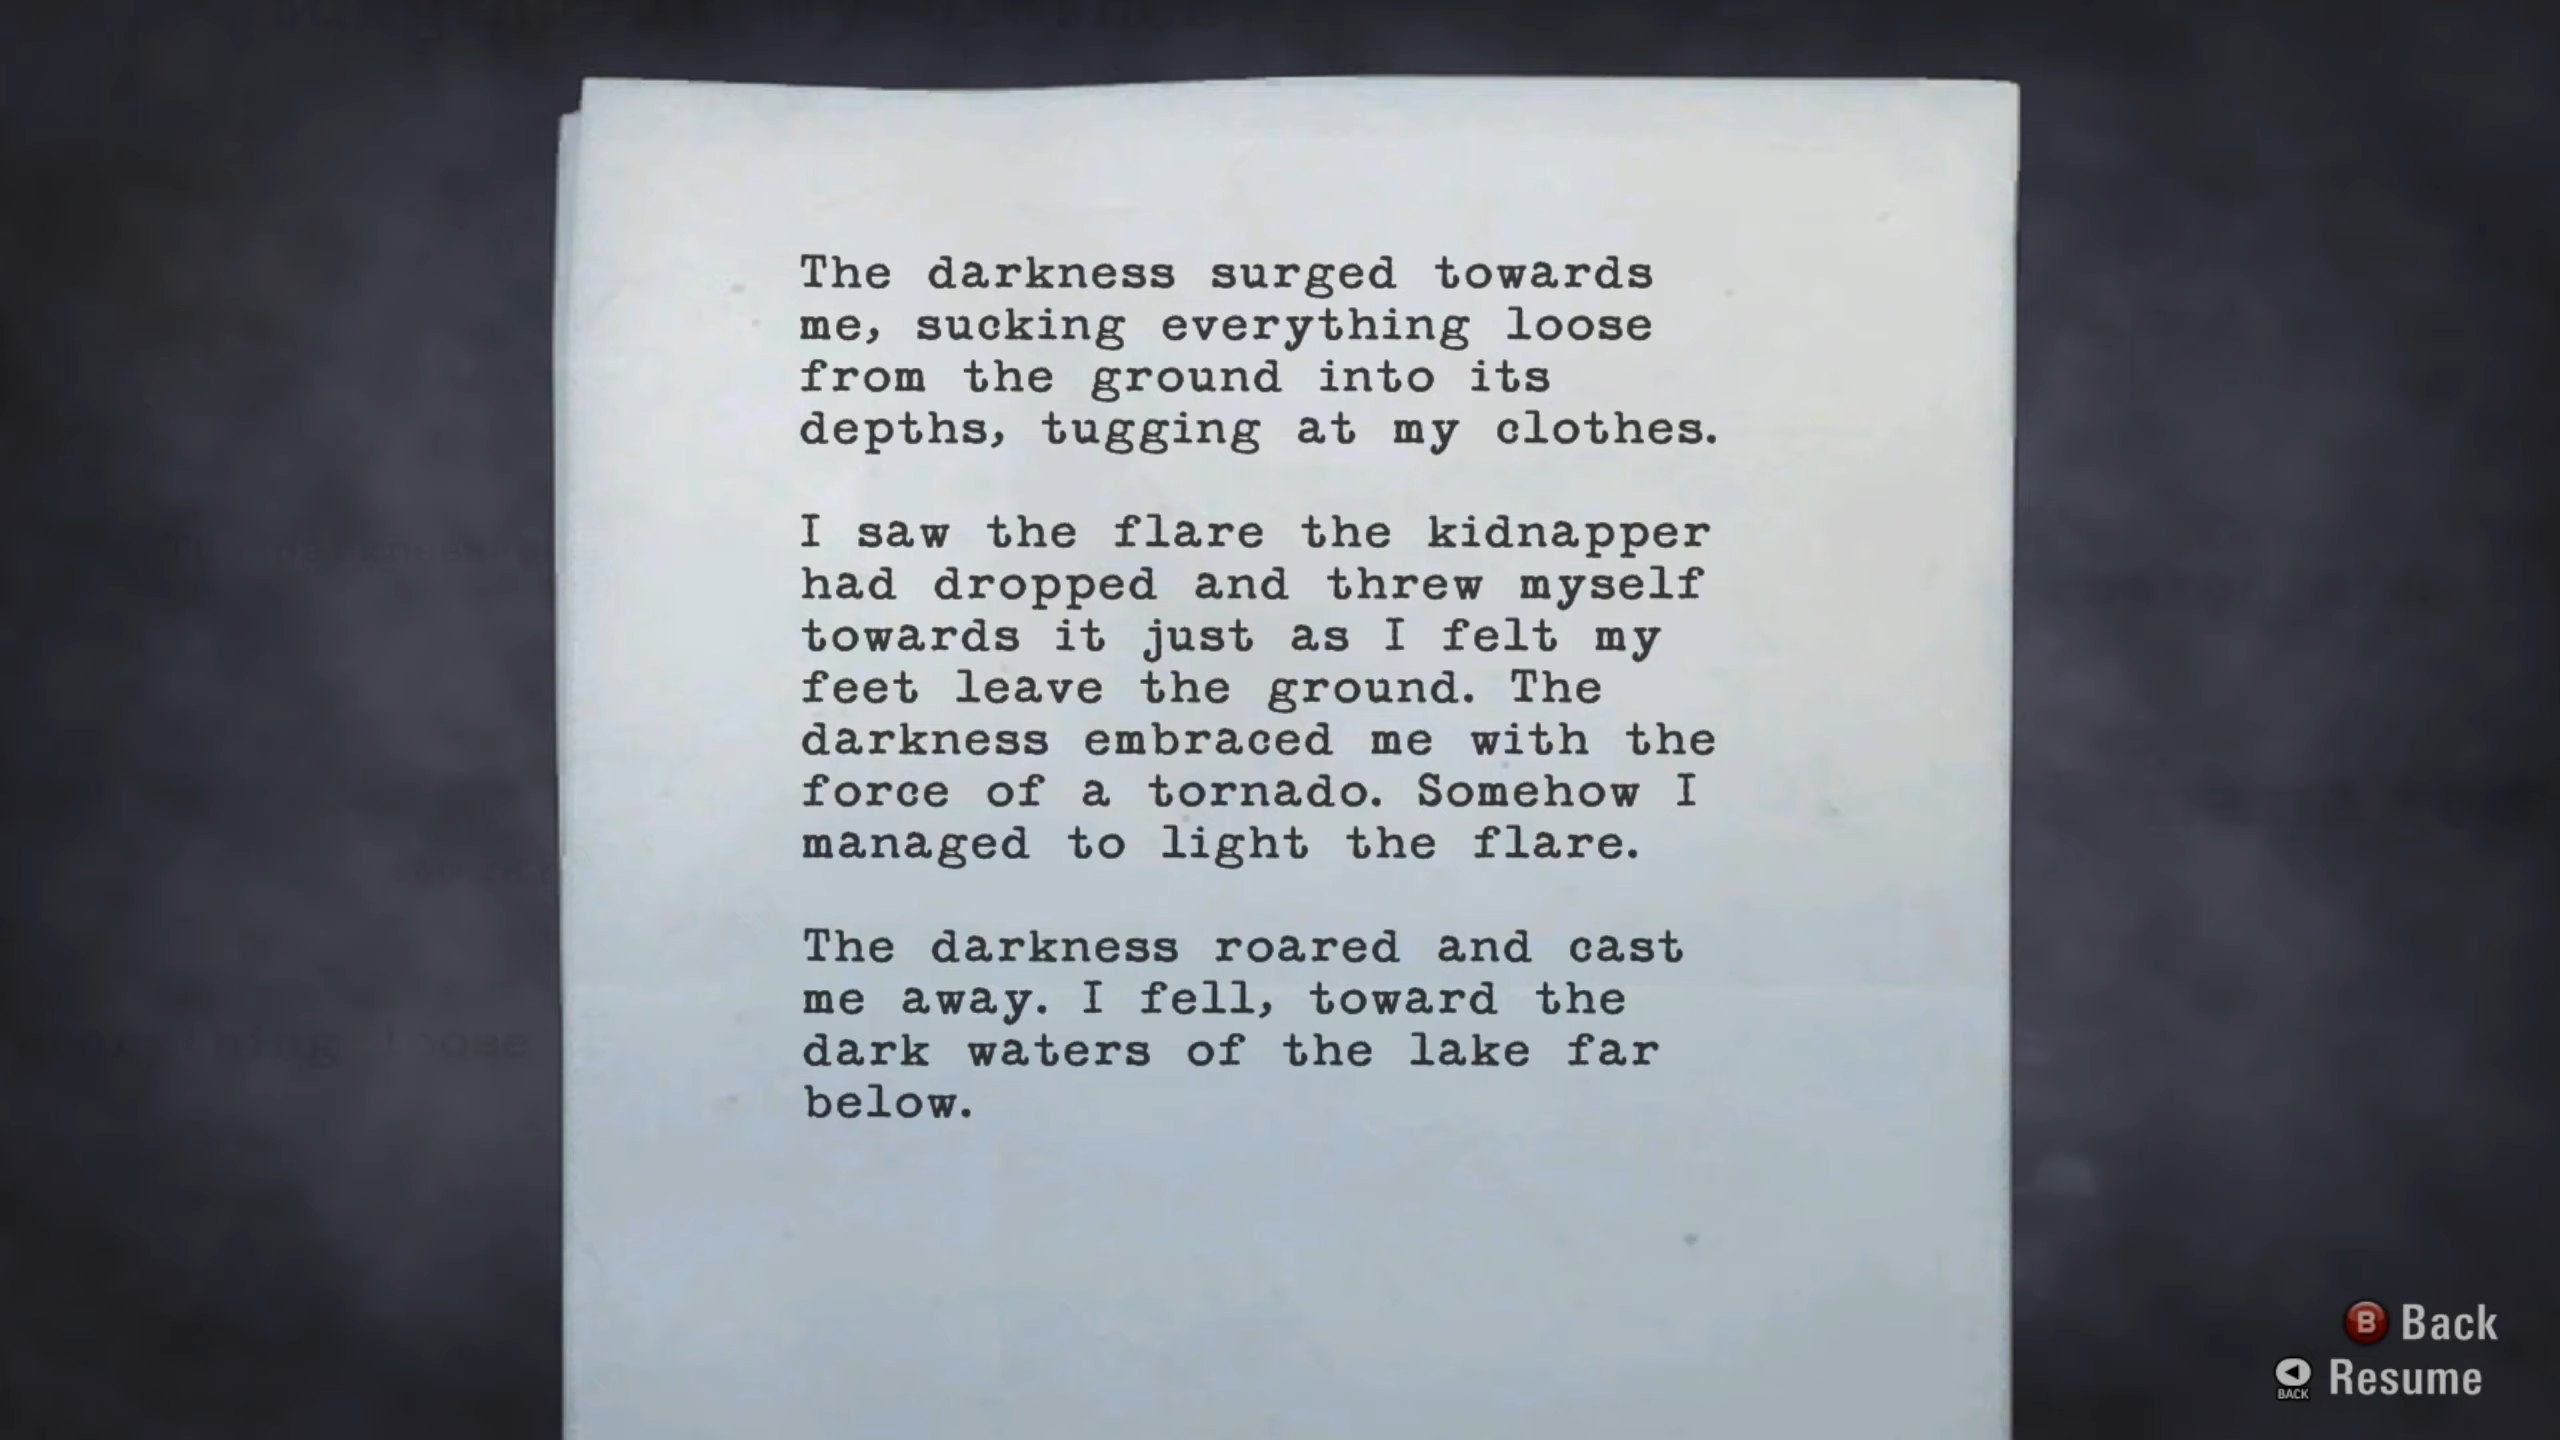 The darkness surged towards
me, sucking everything loose
from the ground into its
depths, tugging at my clothes.
I saw the flare the kidnapper
had dropped and threw myself
towards it just as I felt my
feet leave the ground. The
darkness embraced me with the
force of a tornado. Somehow I
managed to light the flare.
The darkness roared and cast
me away. I fell, toward the
dark waters of the lake far
below.
B Back
BACK Resume